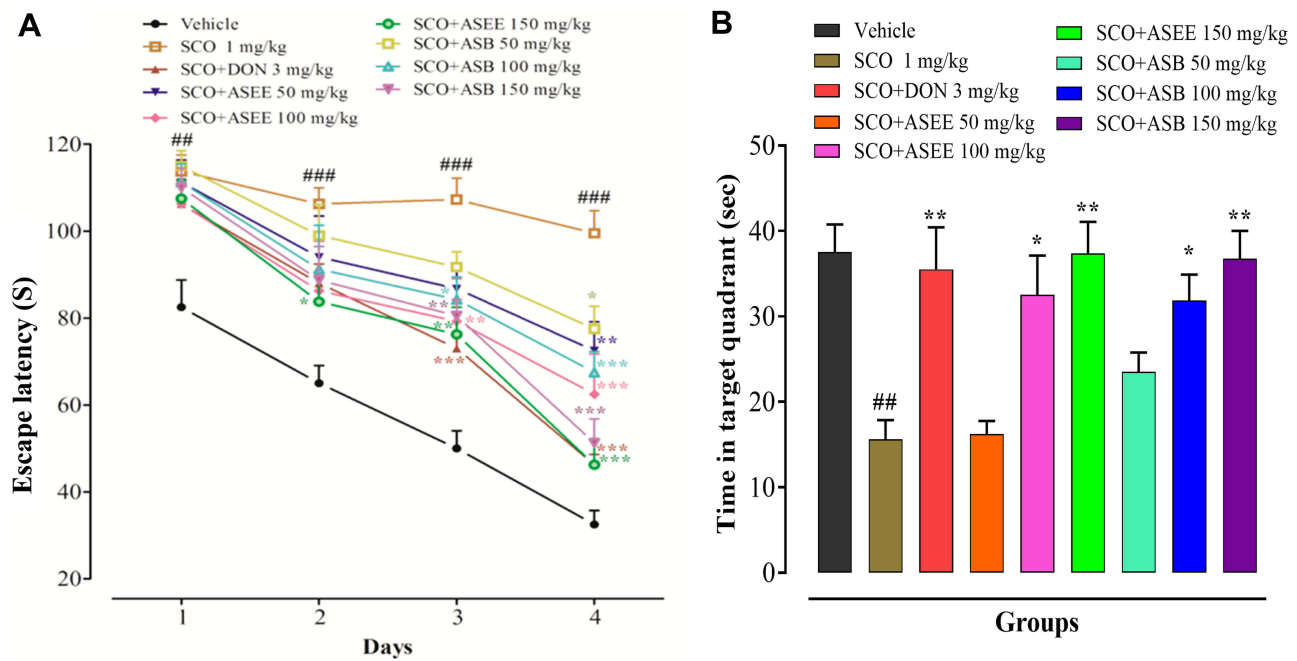 A
Vehicle
SCO 1 mg/kg
SCO+DON 3 mg/kg
SCO+ASEE 50 mg/kg
SCO+ASEE 100 mg/kg
SCO+ASEE 150 mg/kg
SCO+ASB 50 mg/kg
SCO+ASB 100 mg/kg
SCO+ASB 150 mg/kg
Escape latency (S)
120
100
80
60
40
20
##
###
###
###
*
*
**
**
**
***
*
**
***
***
***
***
***
1
2
3
4
Days
B
Vehicle
SCO 1 mg/kg
SCO+DON 3 mg/kg
SCO+ASEE 50 mg/kg
SCO+ASEE 100 mg/kg
SCO+ASEE 150 mg/kg
SCO+ASB 50 mg/kg
SCO+ASB 100 mg/kg
SCO+ASB 150 mg/kg
Time in target quadrant (sec)
50
40
30
20
10
0
##
**
*
**
*
**
Groups